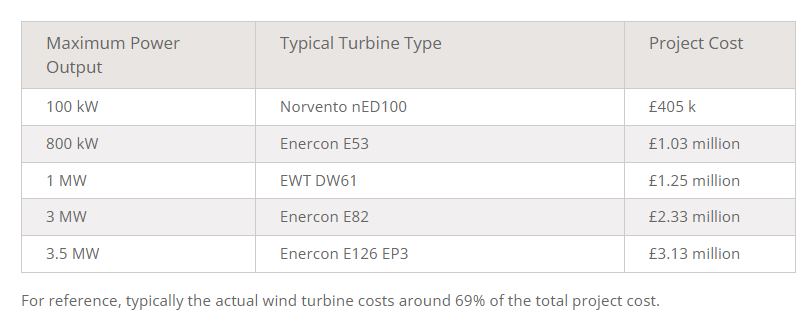 Maximum Power Typical Turbine Type Project Cost
Output
100 kW Norvento nED100 £405 k
800 kW Enercon E53 £1.03 million
1 MW EWT DW61 £1.25 million
3 MW Enercon E82 £2.33 million
3.5 MW Enercon E126 EP3 £3.13 million
For reference, typically the actual wind turbine costs around 69% of the total project cost.